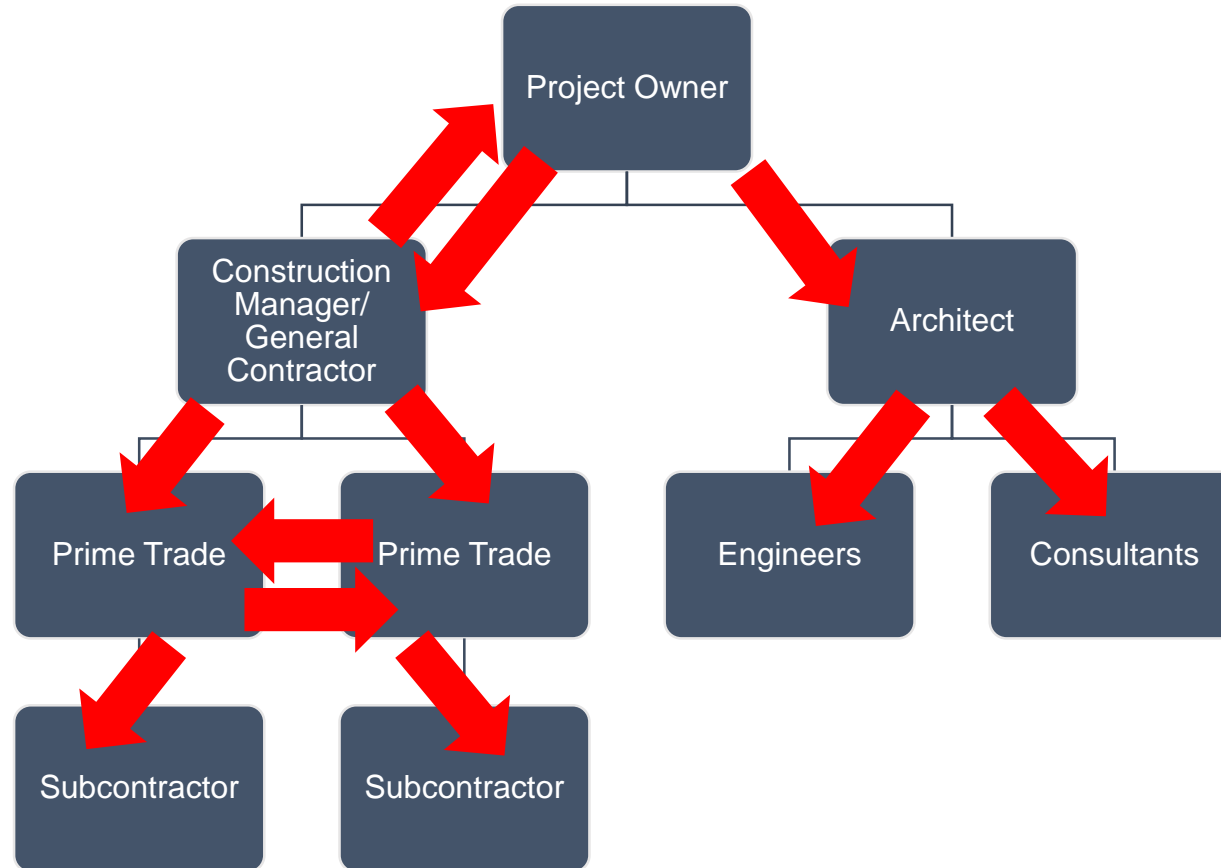 Project Owner
Construction
Manager/
General
Contractor
Architect
Prime Trade
Prime Trade
Engineers
Consultants
Subcontractor
Subcontractor